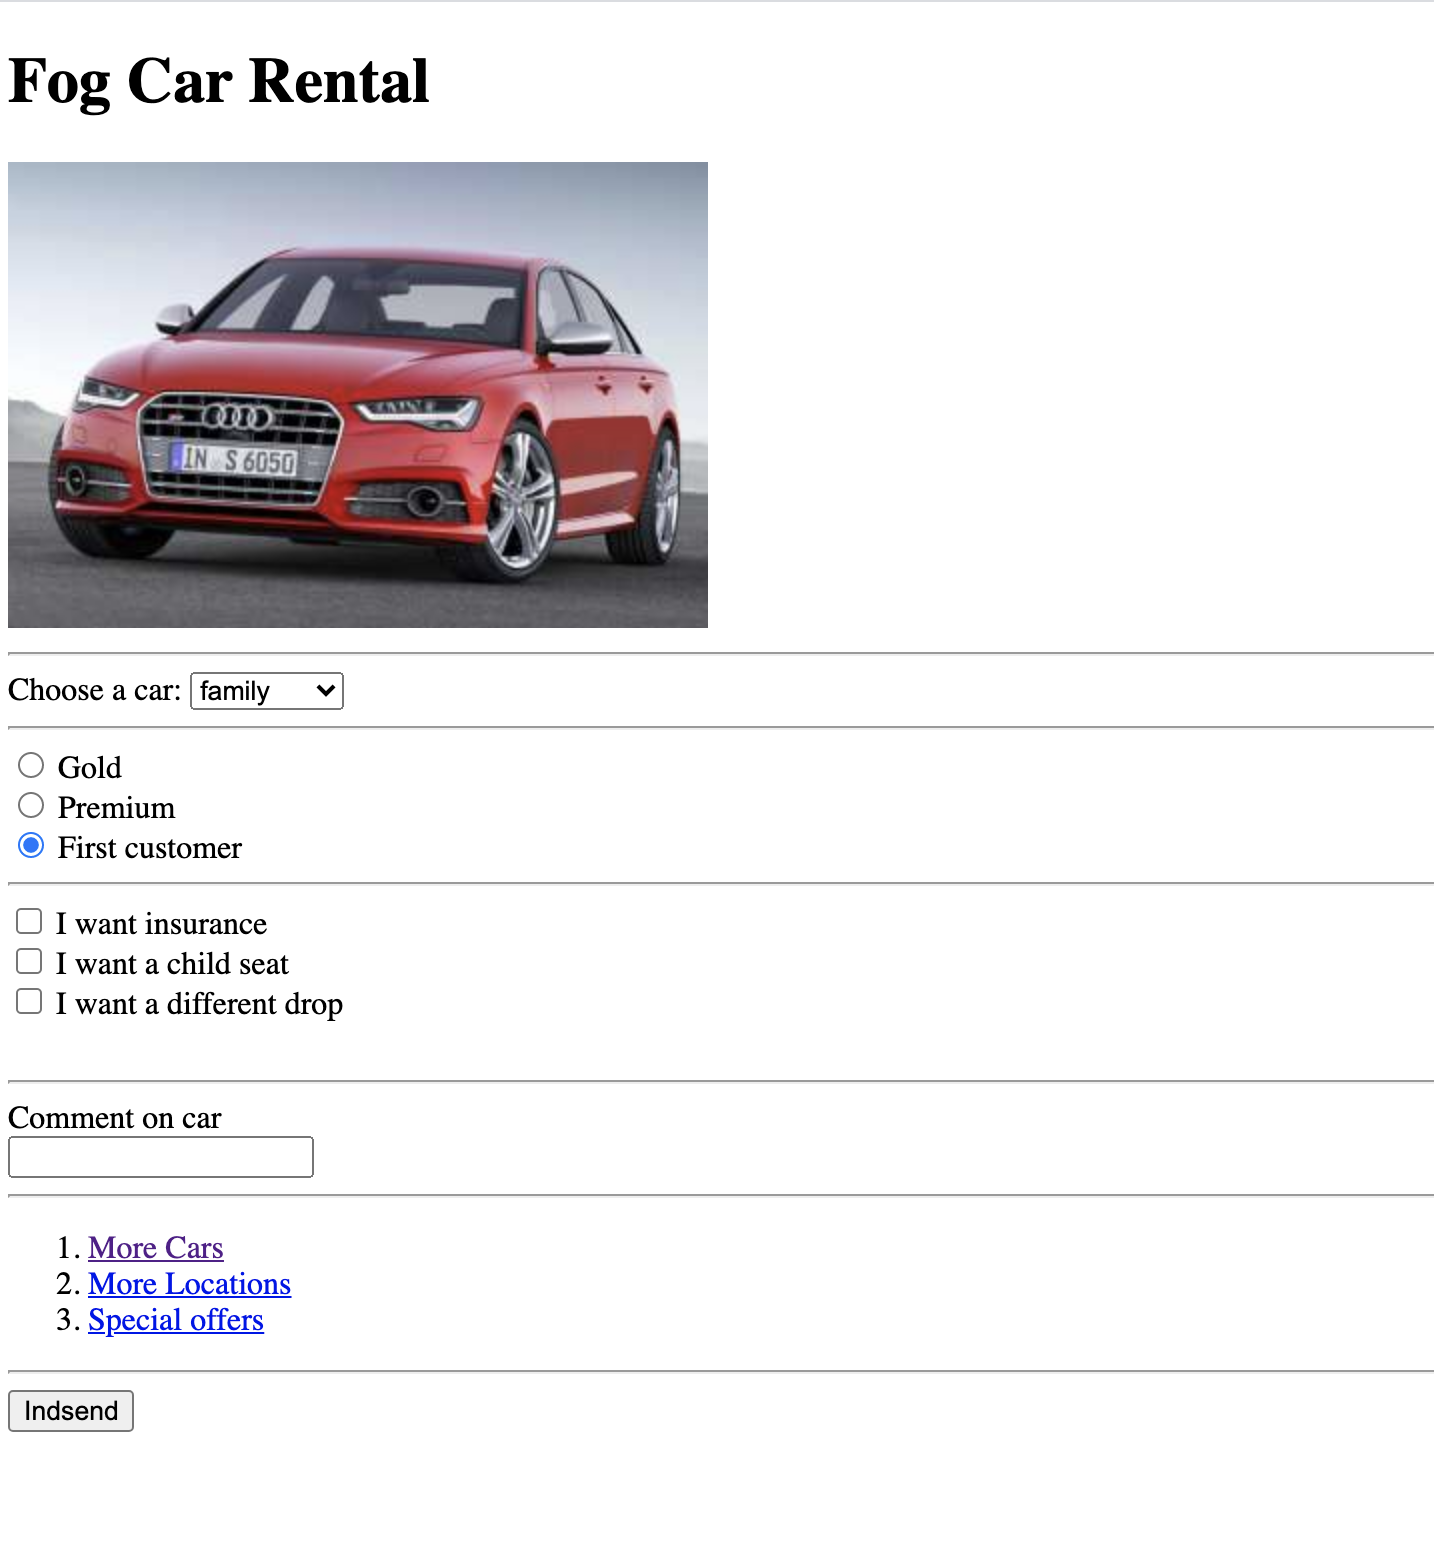 Fog Car Rental
IN S 6050
Choose a car: family
Gold
Premium
First customer
I want insurance
I want a child seat
I want a different drop
Comment on car
1. More Cars
2. More Locations
3. Special offers
Indsend